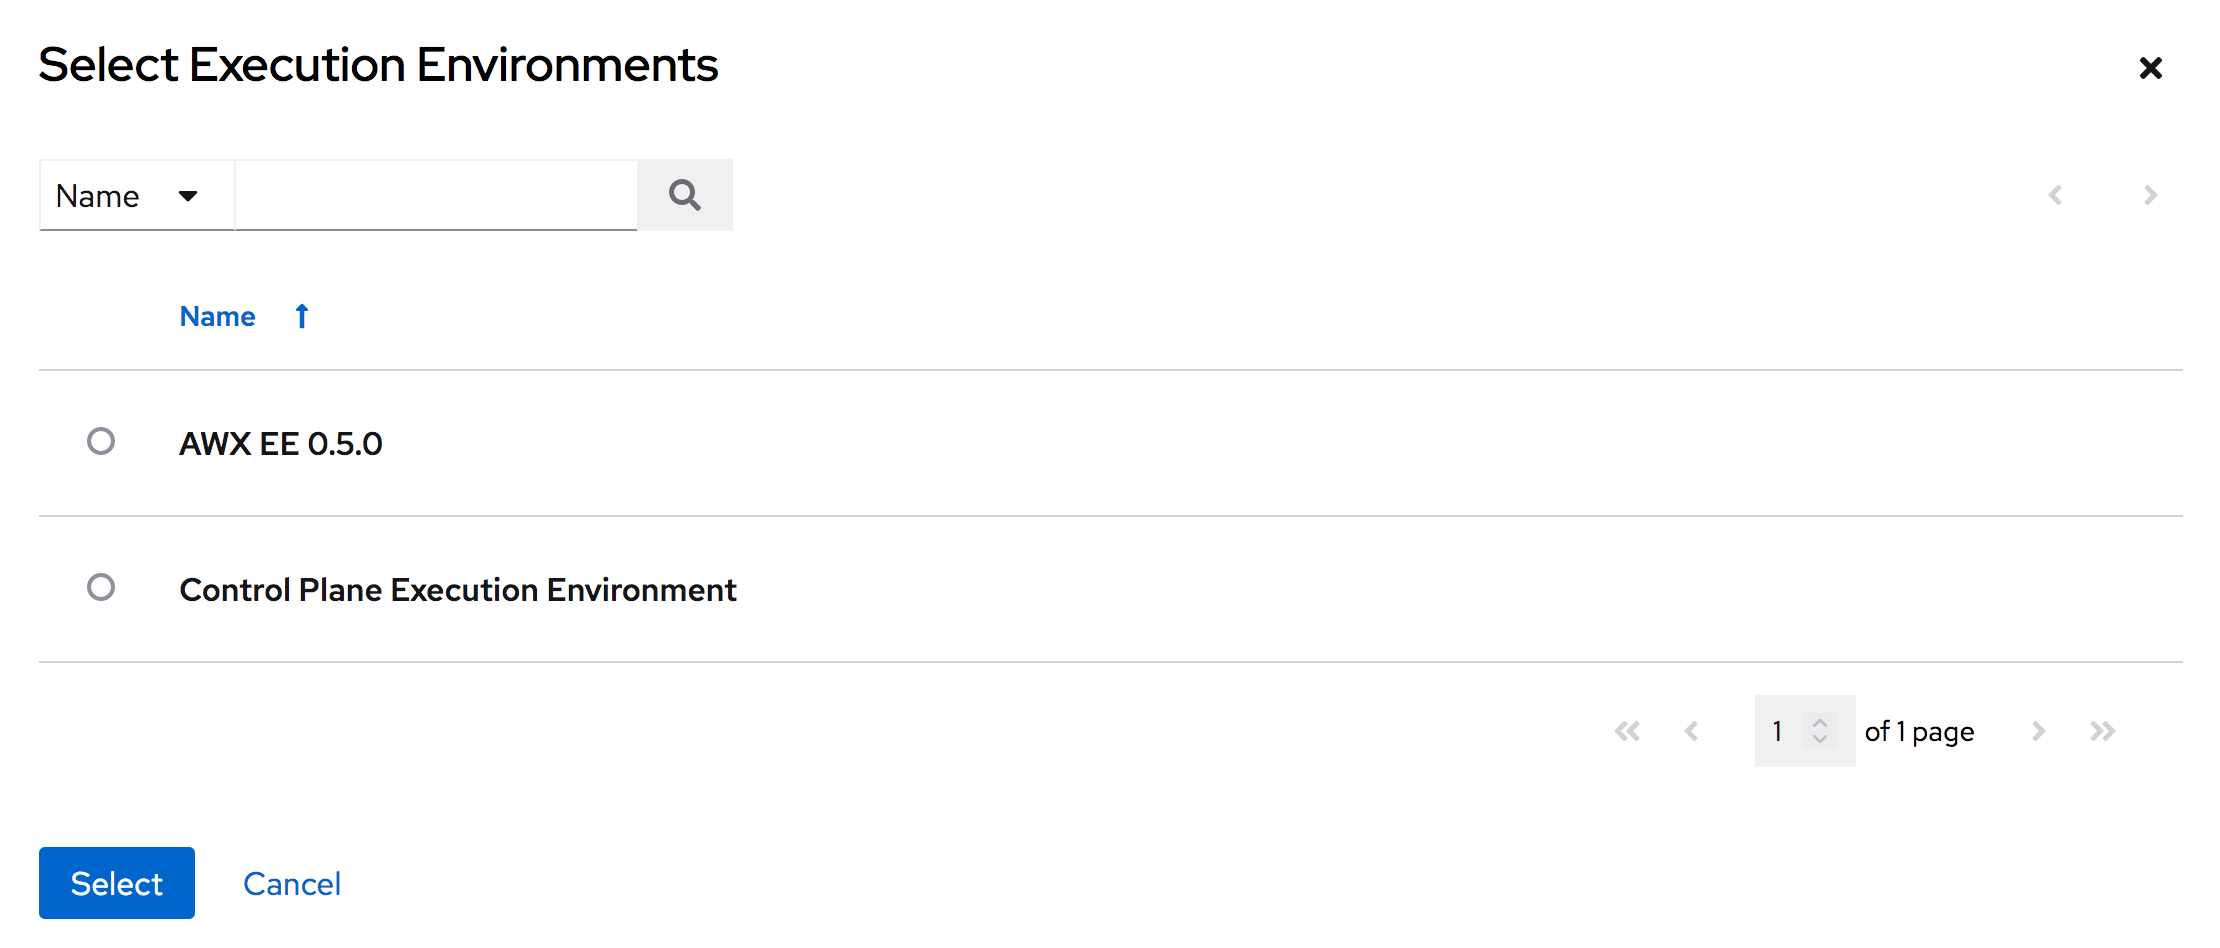 Select Execution Environments
Name
Name
AWX EE 0.5.0
Control Plane Execution Environment
1 of 1 page
Select Cancel